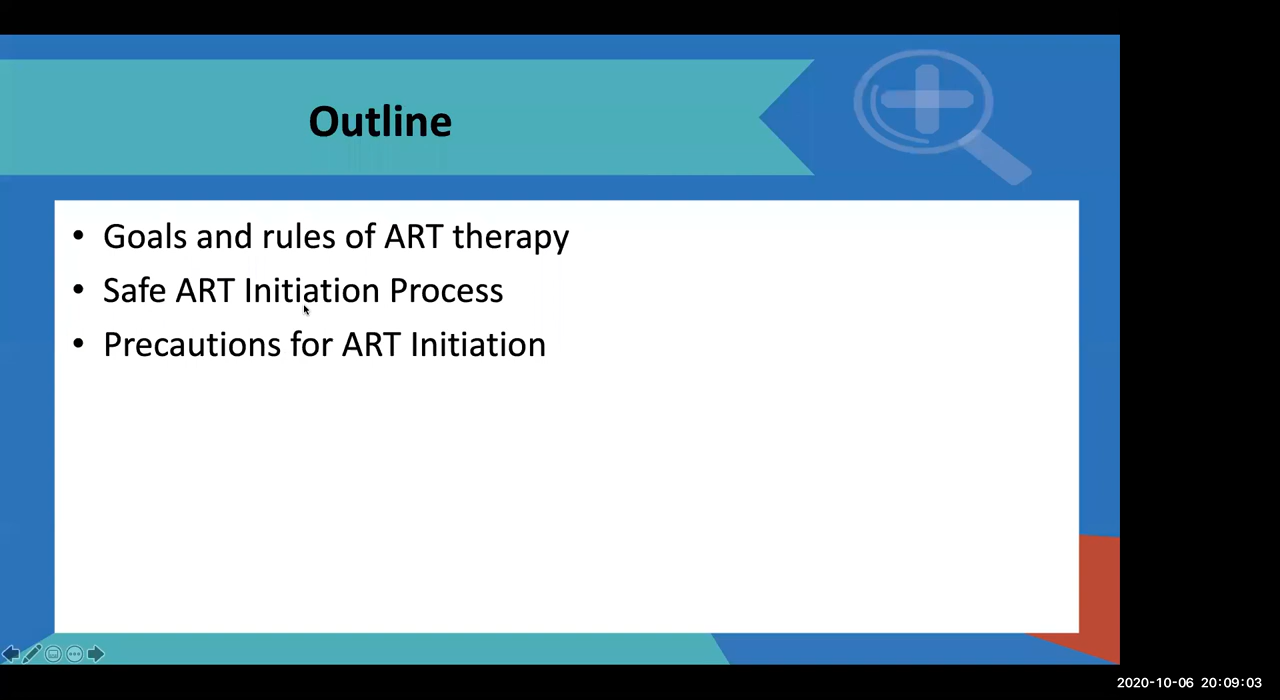 Outline
• Goals and rules of ART therapy
• Safe ART Initiation Process
• Precautions for ART Initiation
2020-10-06 20:09:03